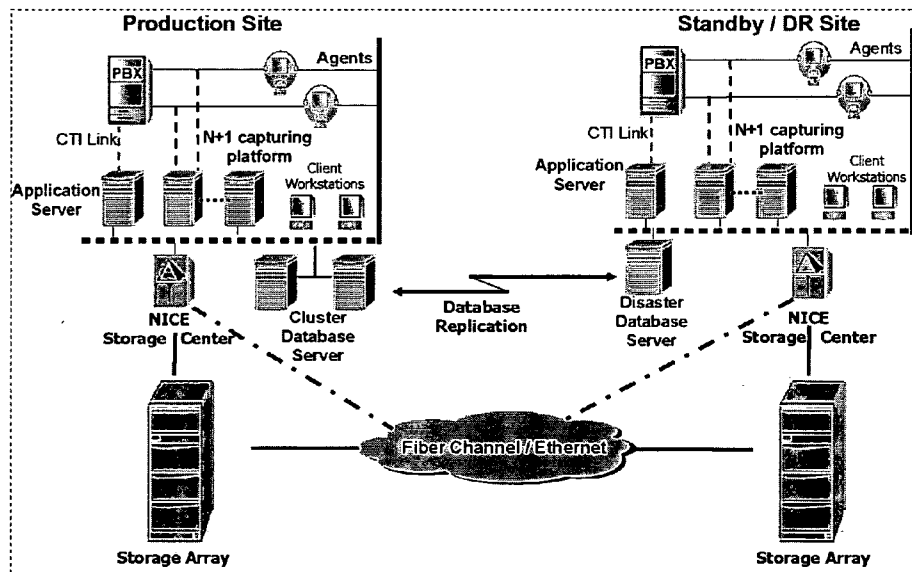 Production Site
PBX
Agents
CTI Link
N+1 capturing
platform
Application
Server
Client
Workstations
NICE
Storage Center
Cluster
Database
Server
Database
Replication
Standby / DR Site
PBX
Agents
CTI Link
N+1 capturing
platform
Application
Server
Client
Workstations
Disaster
Database
Server
NICE
Storage Center
Fiber Channel / Ethernet
Storage Array
Storage Array